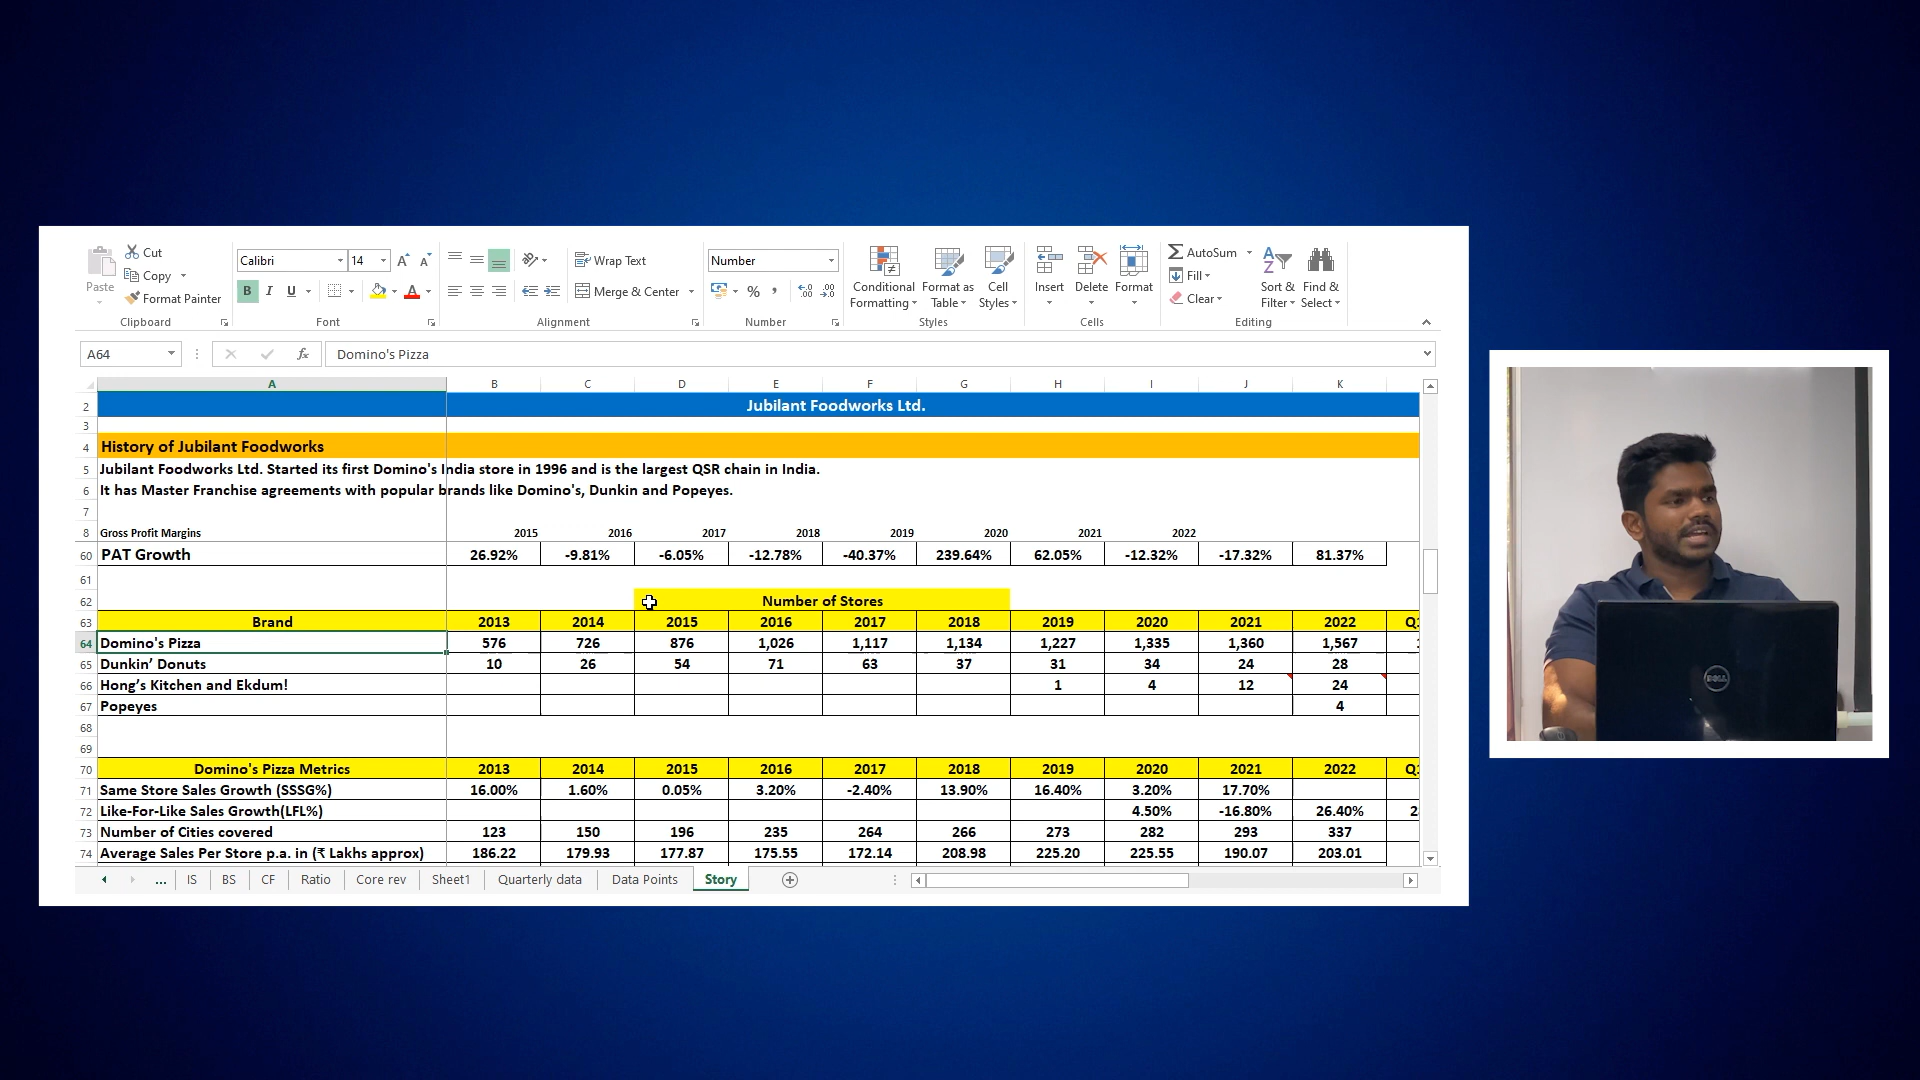 Cut
Copy
Format Painter
Paste
Clipboard
Calibri 14 A A
B I U A
Font
Wrap Text
Merge & Center
Alignment
Number
% ,
Number
Conditional Formatting
Format as Table
Cell Styles
Styles
Insert Delete Format
Cells
AutoSum
Fill
Clear
Sort & Filter
Find & Select
Editing
A64 fx Domino's Pizza
A B C D E F G H I J K
2 Jubilant Foodworks Ltd.
3
4 History of Jubilant Foodworks
5 Jubilant Foodworks Ltd. Started its first Domino's India store in 1996 and is the largest QSR chain in India.
6 It has Master Franchise agreements with popular brands like Domino's, Dunkin and Popeyes.
7
8 Gross Profit Margins 2015 2016 2017 2018 2019 2020 2021 2022
60 PAT Growth 26.92% -9.81% -6.05% -12.78% -40.37% 239.64% 62.05% -12.32% -17.32% 81.37%
61
62 Number of Stores
63 Brand 2013 2014 2015 2016 2017 2018 2019 2020 2021 2022
64 Domino's Pizza 576 726 876 1,026 1,117 1,134 1,227 1,335 1,360 1,567
65 Dunkin’ Donuts 10 26 54 71 63 37 31 34 24 28
66 Hong’s Kitchen and Ekdum! 1 4 12 24
67 Popeyes 4
68
69
70 Domino's Pizza Metrics 2013 2014 2015 2016 2017 2018 2019 2020 2021 2022
71 Same Store Sales Growth (SSSG%) 16.00% 1.60% 0.05% 3.20% -2.40% 13.90% 16.40% 3.20% 17.70%
72 Like-For-Like Sales Growth(LFL%) 4.50% -16.80% 26.40%
73 Number of Cities covered 123 150 196 235 264 266 273 282 293 337
74 Average Sales Per Store p.a. in (₹ Lakhs approx) 186.22 179.93 177.87 175.55 172.14 208.98 225.20 225.55 190.07 203.01
... IS BS CF Ratio Core rev Sheet1 Quarterly data Data Points Story
DELL